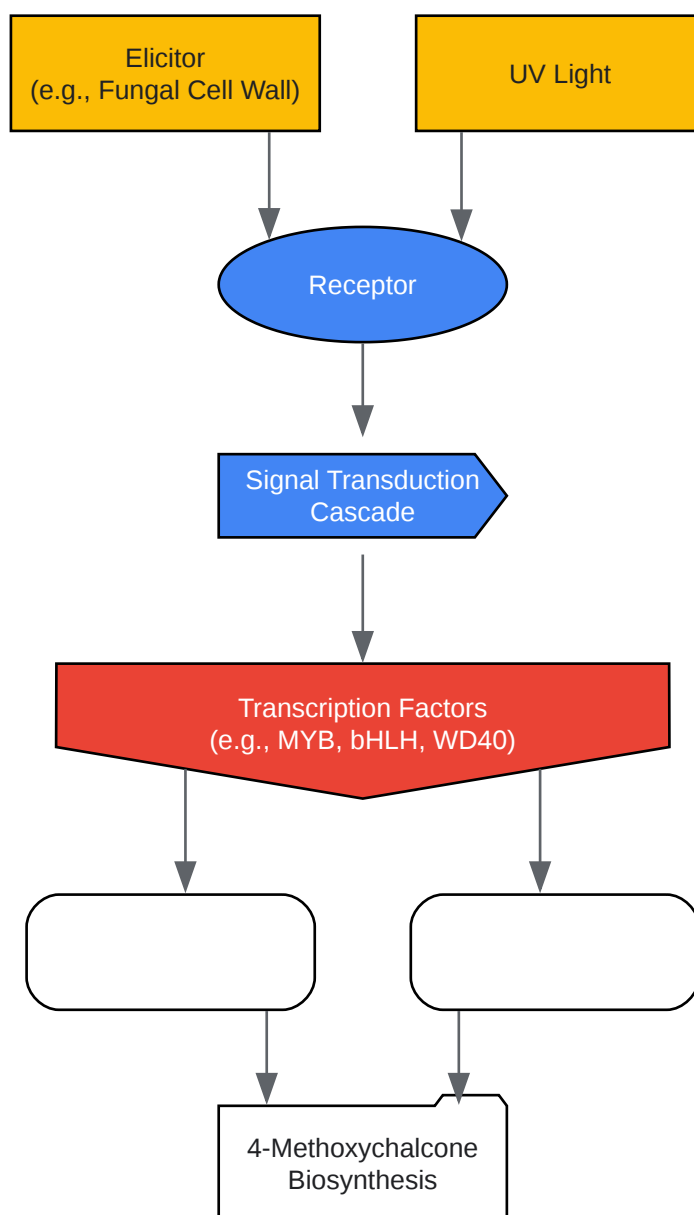 Elicitor
(e.g., Fungal Cell Wall)
UV Light
Receptor
Signal Transduction
Cascade
Transcription Factors
(e.g., MYB, bHLH, WD40)
4-Methoxychalcone
Biosynthesis